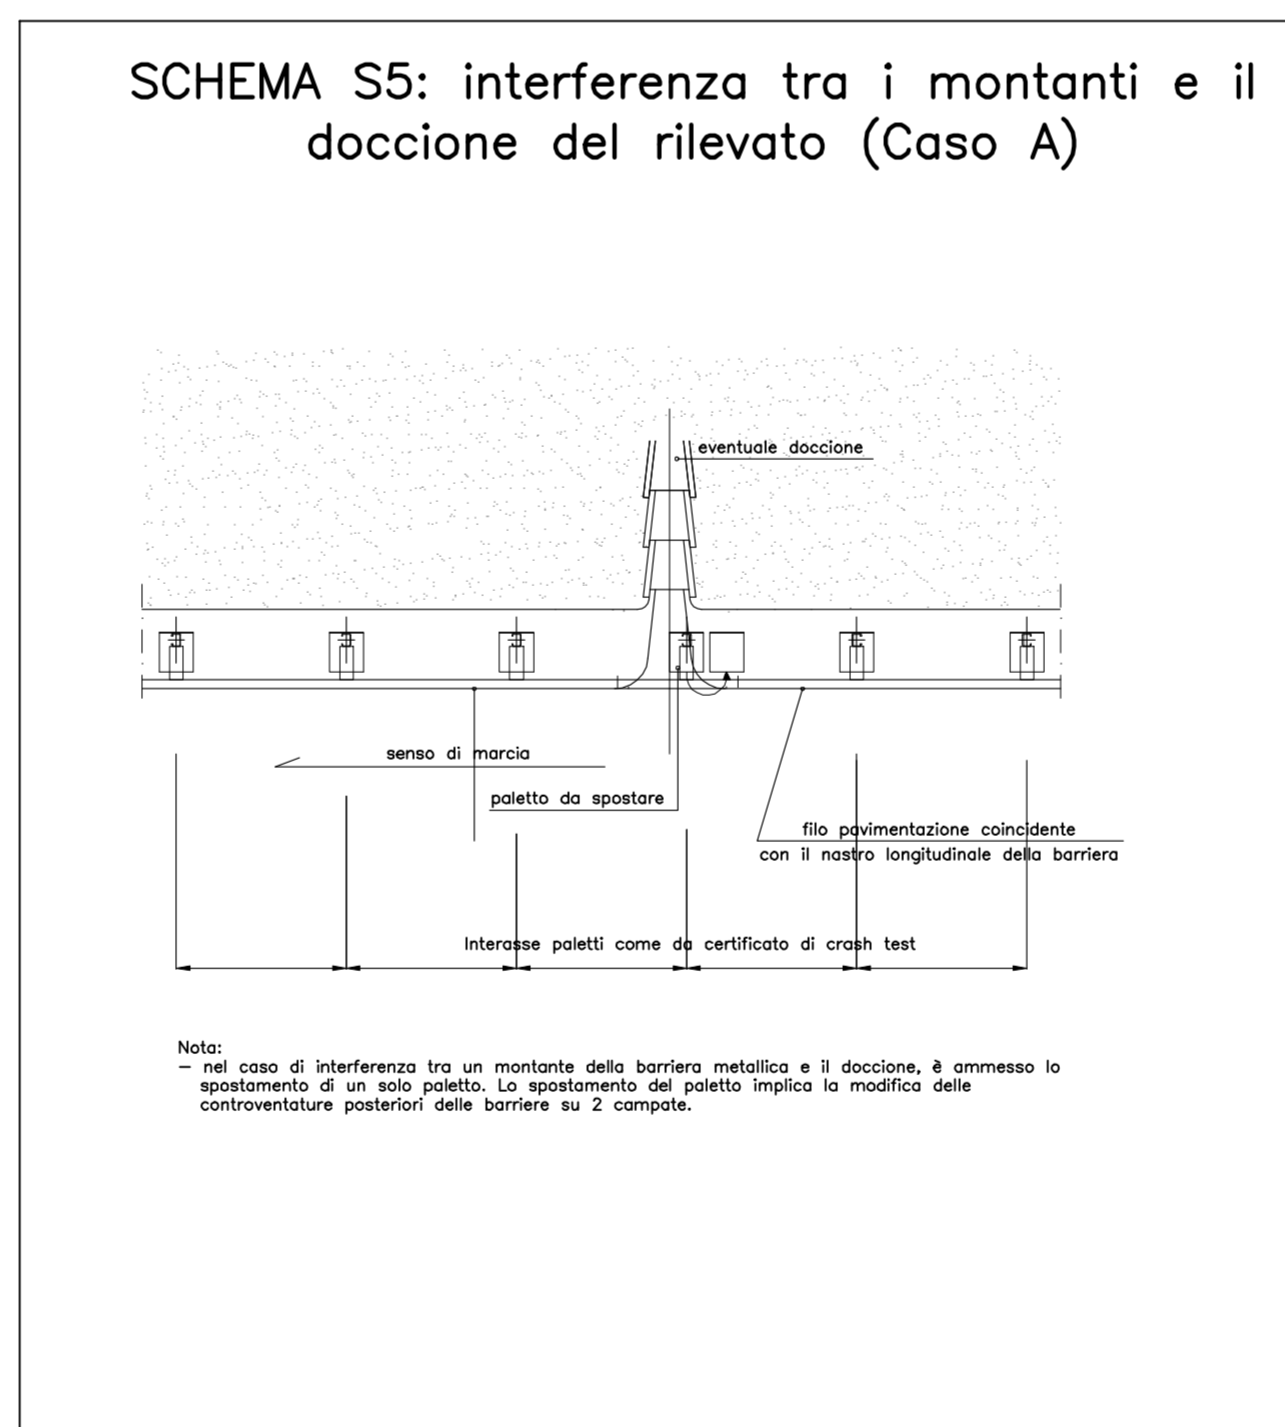 SCHEMA S5: interferenza tra i montanti e il
doccione del rilevato (Caso A)
eventuale doccione
senso di marcia
paletto da spostare
filo pavimentazione coincidente
con il nastro longitudinale della barriera
Interasse paletti come da certificato di crash test
Nota:
– nel caso di interferenza tra un montante della barriera metallica e il doccione, è ammesso lo
spostamento di un solo paletto. Lo spostamento del paletto implica la modifica delle
controventature posteriori delle barriere su 2 campate.